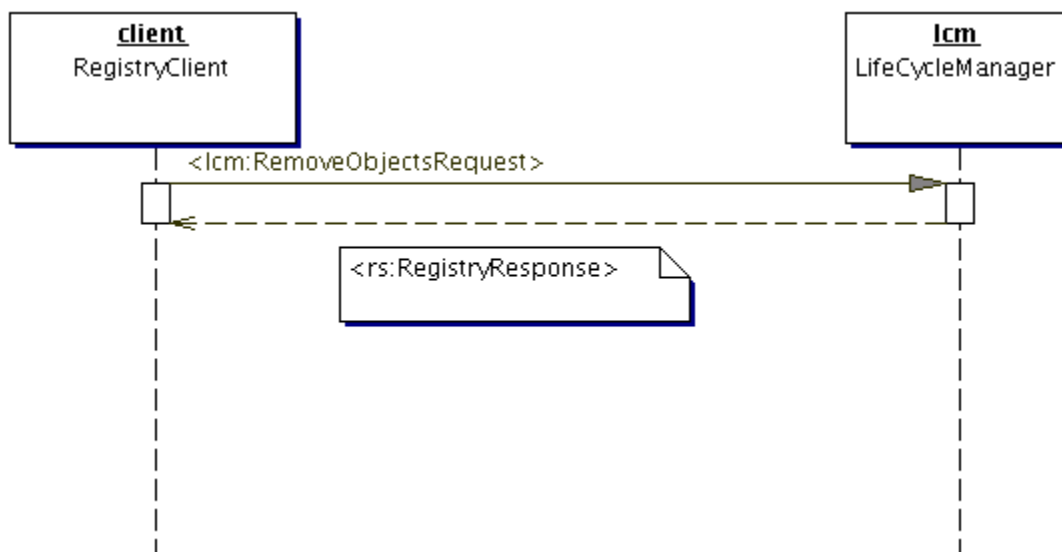 client
RegistryClient
lcm
LifeCycleManager
<lcm:RemoveObjectsRequest>
<rs:RegistryResponse>